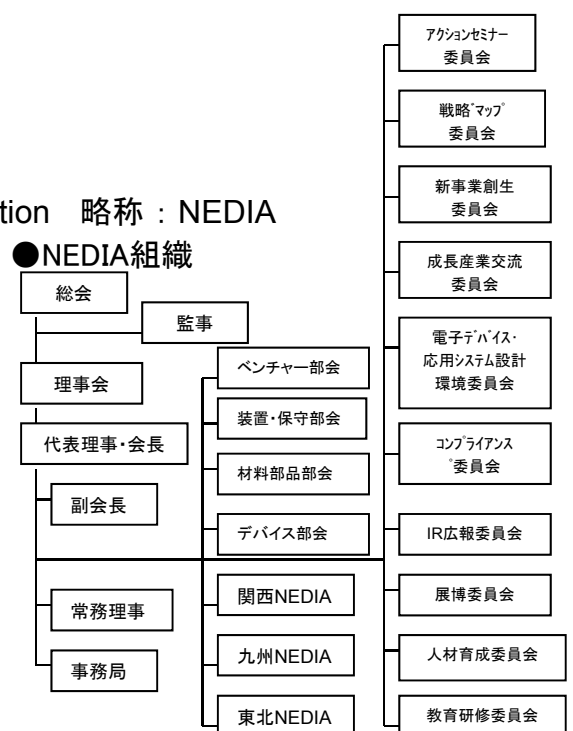 tion 略称：NEDIA
●NEDIA組織
総会
監事
理事会
代表理事・会長
副会長
常務理事
事務局
ベンチャー部会
装置・保守部会
材料部品部会
デバイス部会
関西NEDIA
九州NEDIA
東北NEDIA
ｱｸｼｮﾝｾﾐﾅｰ
委員会
戦略ﾞﾏｯﾌﾟ
委員会
新事業創生
委員会
成長産業交流
委員会
電子ﾃﾞﾊﾞｲｽ・
応用ｼｽﾃﾑ設計
環境委員会
ｺﾝﾌﾟﾗｲｱﾝｽ
ﾟ委員会
IR広報委員会
展博委員会
人材育成委員会
教育研修委員会